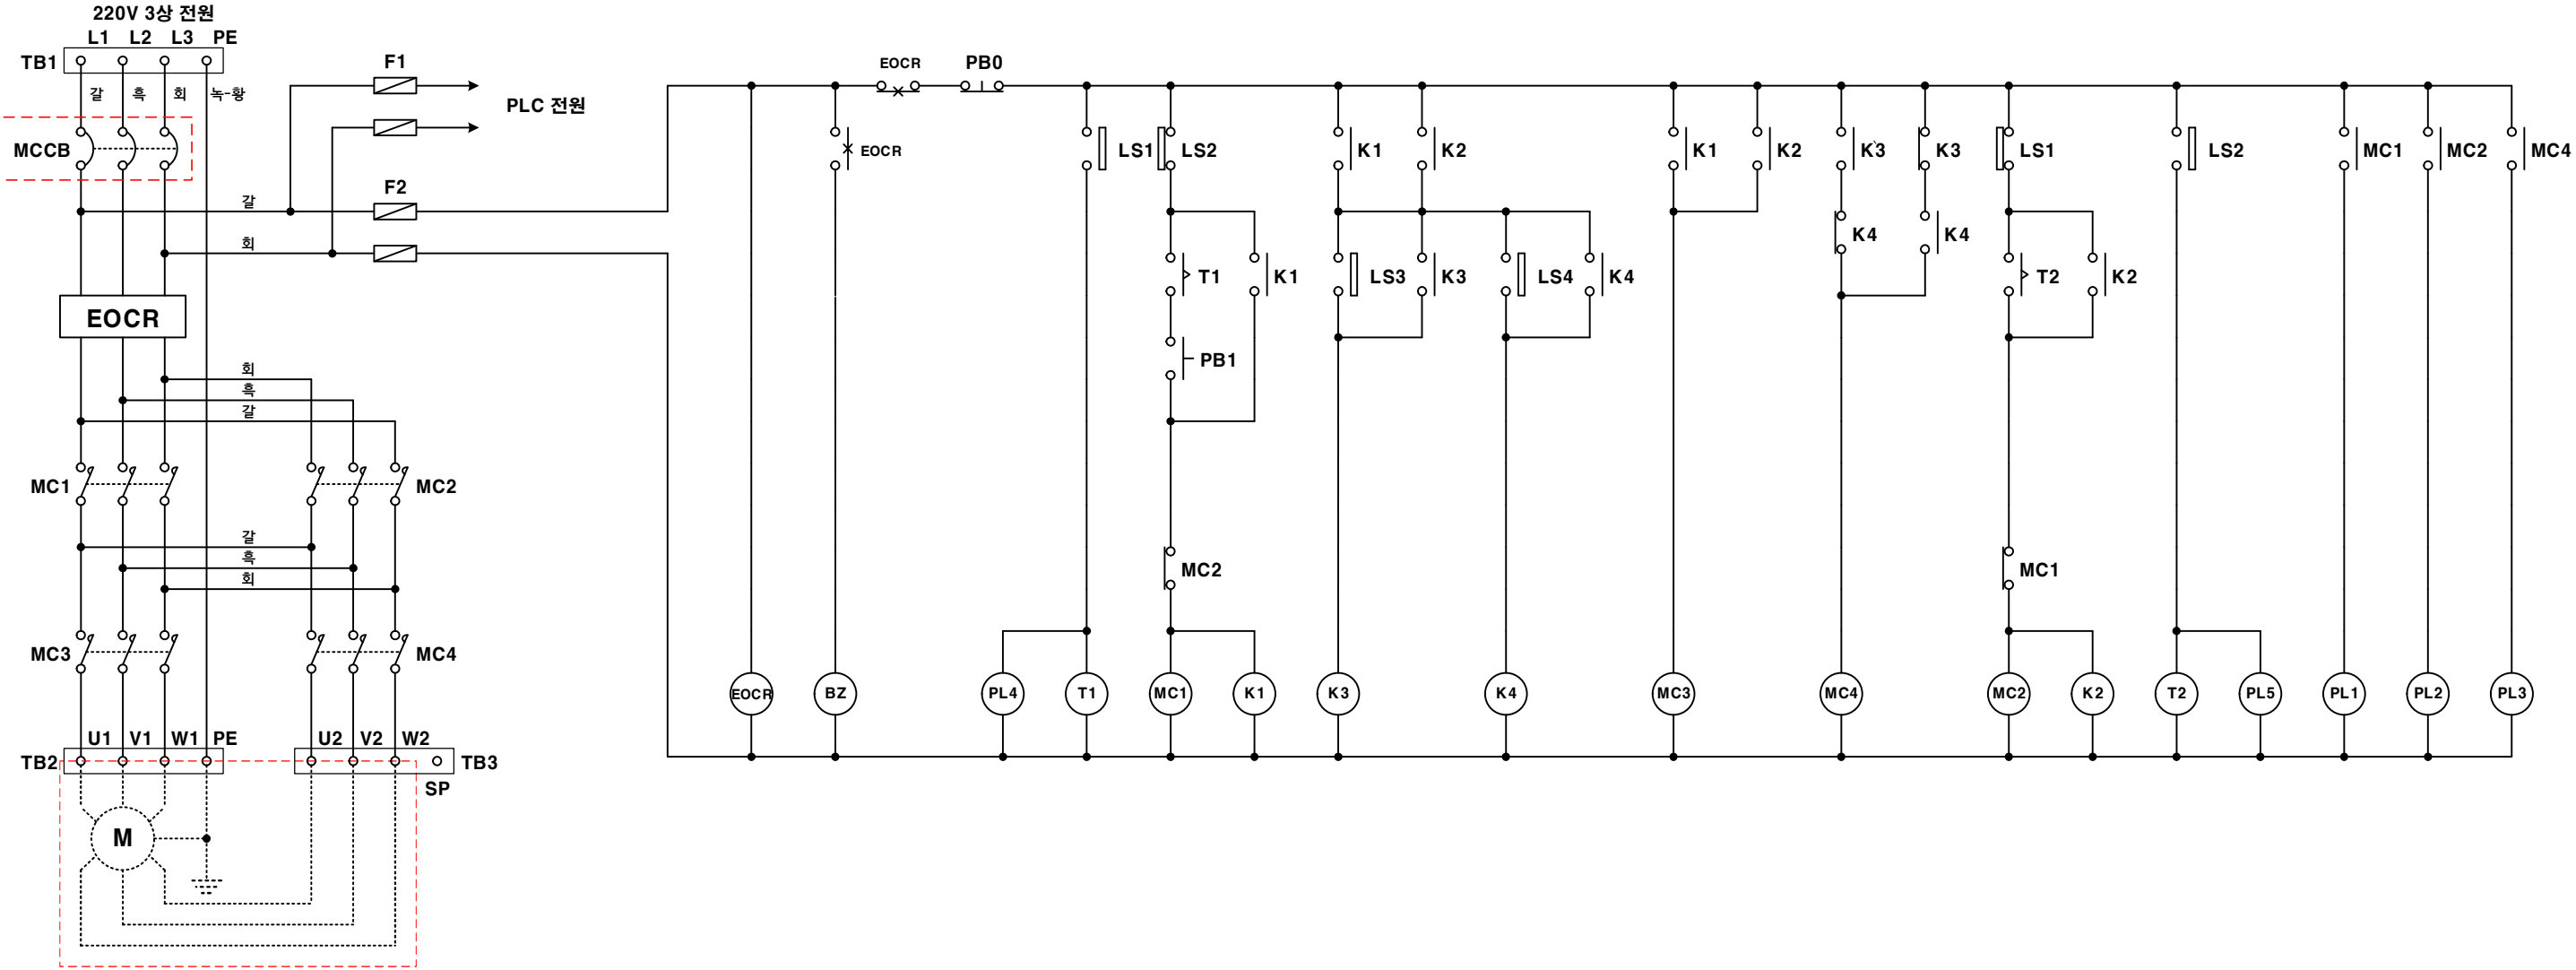 220V 3상 전원
L1 L2 L3 PE
TB1
갈 흑 회 녹-황
MCCB
F1
PLC 전원
F2
갈
회
EOCR
회
흑
갈
MC1 MC2
갈
흑
회
MC3 MC4
U1 V1 W1 PE U2 V2 W2
TB2 TB3
SP
M
EOCR PB0
EOCR LS1 LS2 K1 K2 K1 K2 K3 K3 LS1 LS2 MC1 MC2 MC4
K4 K4
T1 K1 LS3 K3 LS4 K4 T2 K2
PB1
MC2 MC1
EOCR BZ PL4 T1 MC1 K1 K3 K4 MC3 MC4 MC2 K2 T2 PL5 PL1 PL2 PL3